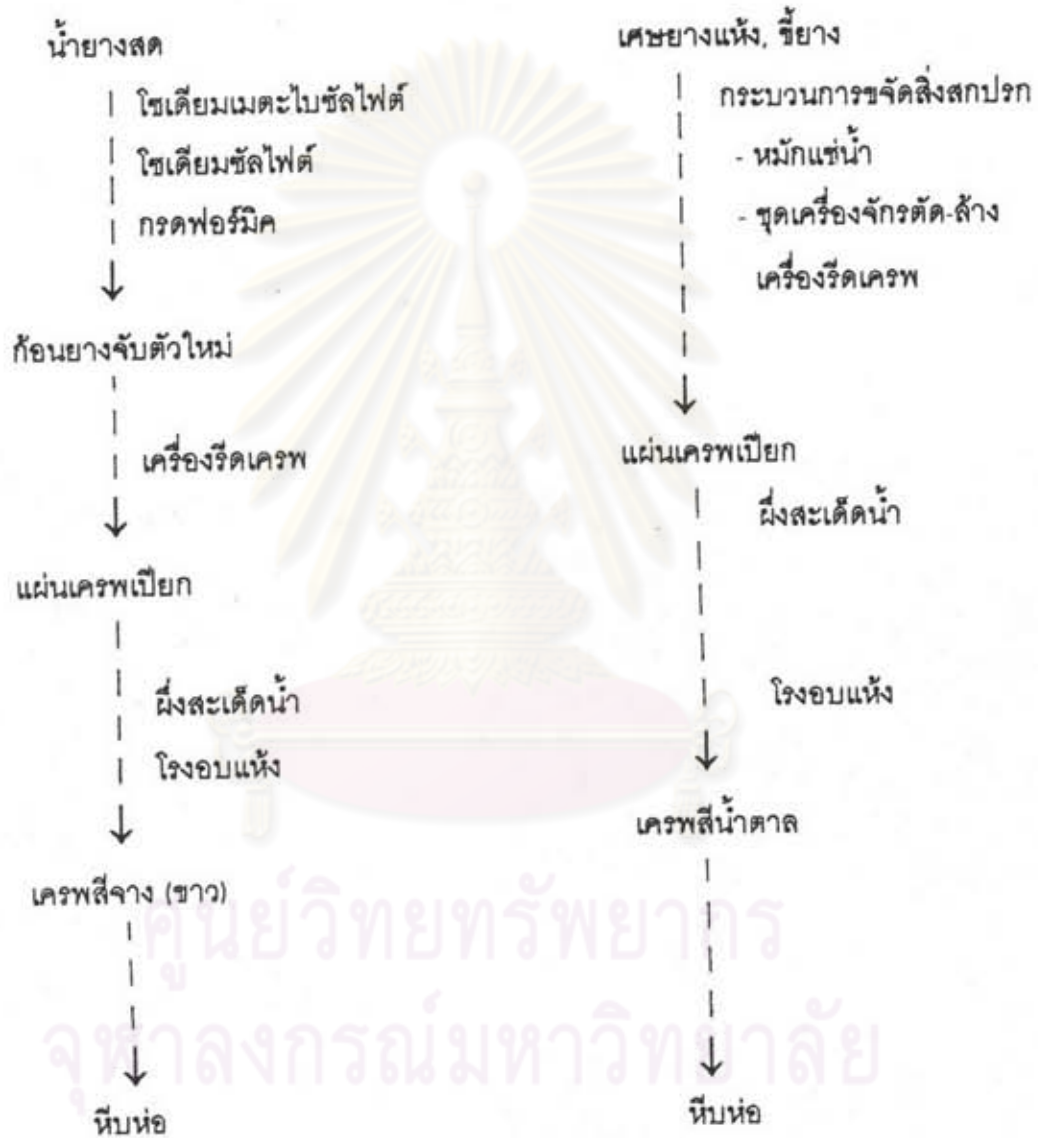 น้ำยางสด
โซเดียมเมตะไบซัลไฟต์
โซเดียมซัลไฟต์
กรดฟอร์มิค
ก้อนยางจับตัวใหม่
เครื่องรีดเครพ
แผ่นเครพเปียก
ผึ่งสะเด็ดน้ำ
โรงอบแห้ง
เครพสีจาง (ขาว)
หีบห่อ
เศษยางแห้ง, ขี้ยาง
กระบวนการขจัดสิ่งสกปรก
- หมักแช่น้ำ
- ชุดเครื่องจักรตัด-ล้าง
เครื่องรีดเครพ
แผ่นเครพเปียก
ผึ่งสะเด็ดน้ำ
โรงอบแห้ง
เครพสีน้ำตาล
หีบห่อ
ศูนย์วิทยทรัพยากร
จุฬาลงกรณ์มหาวิทยาลัย